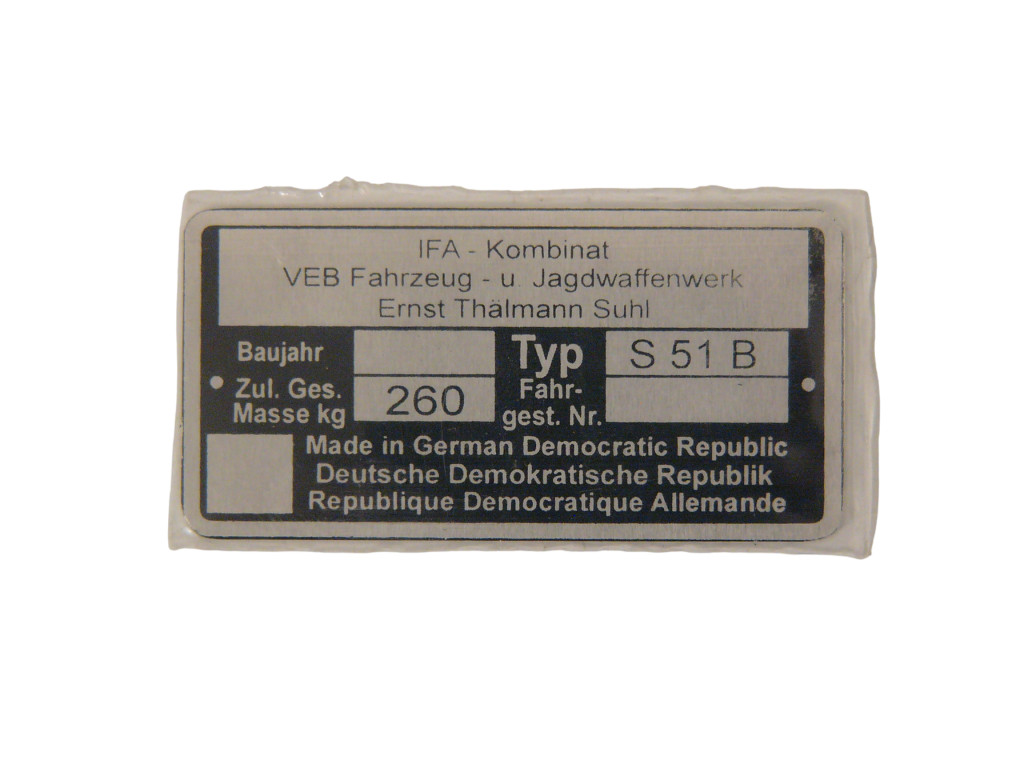 IFA - Kombinat
VEB Fahrzeug - u. Jagdwaffenwerk
Ernst Thälmann Suhl
Baujahr
Typ S 51 B
Zul. Ges.
Masse kg 260
Fahr-
gest. Nr.
Made in German Democratic Republic
Deutsche Demokratische Republik
Republique Democratique Allemande